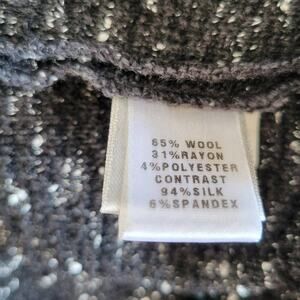 65% WOOL
31%RAYON
4%POLYESTER
CONTRAST
94%SILK
6%SPANDEX